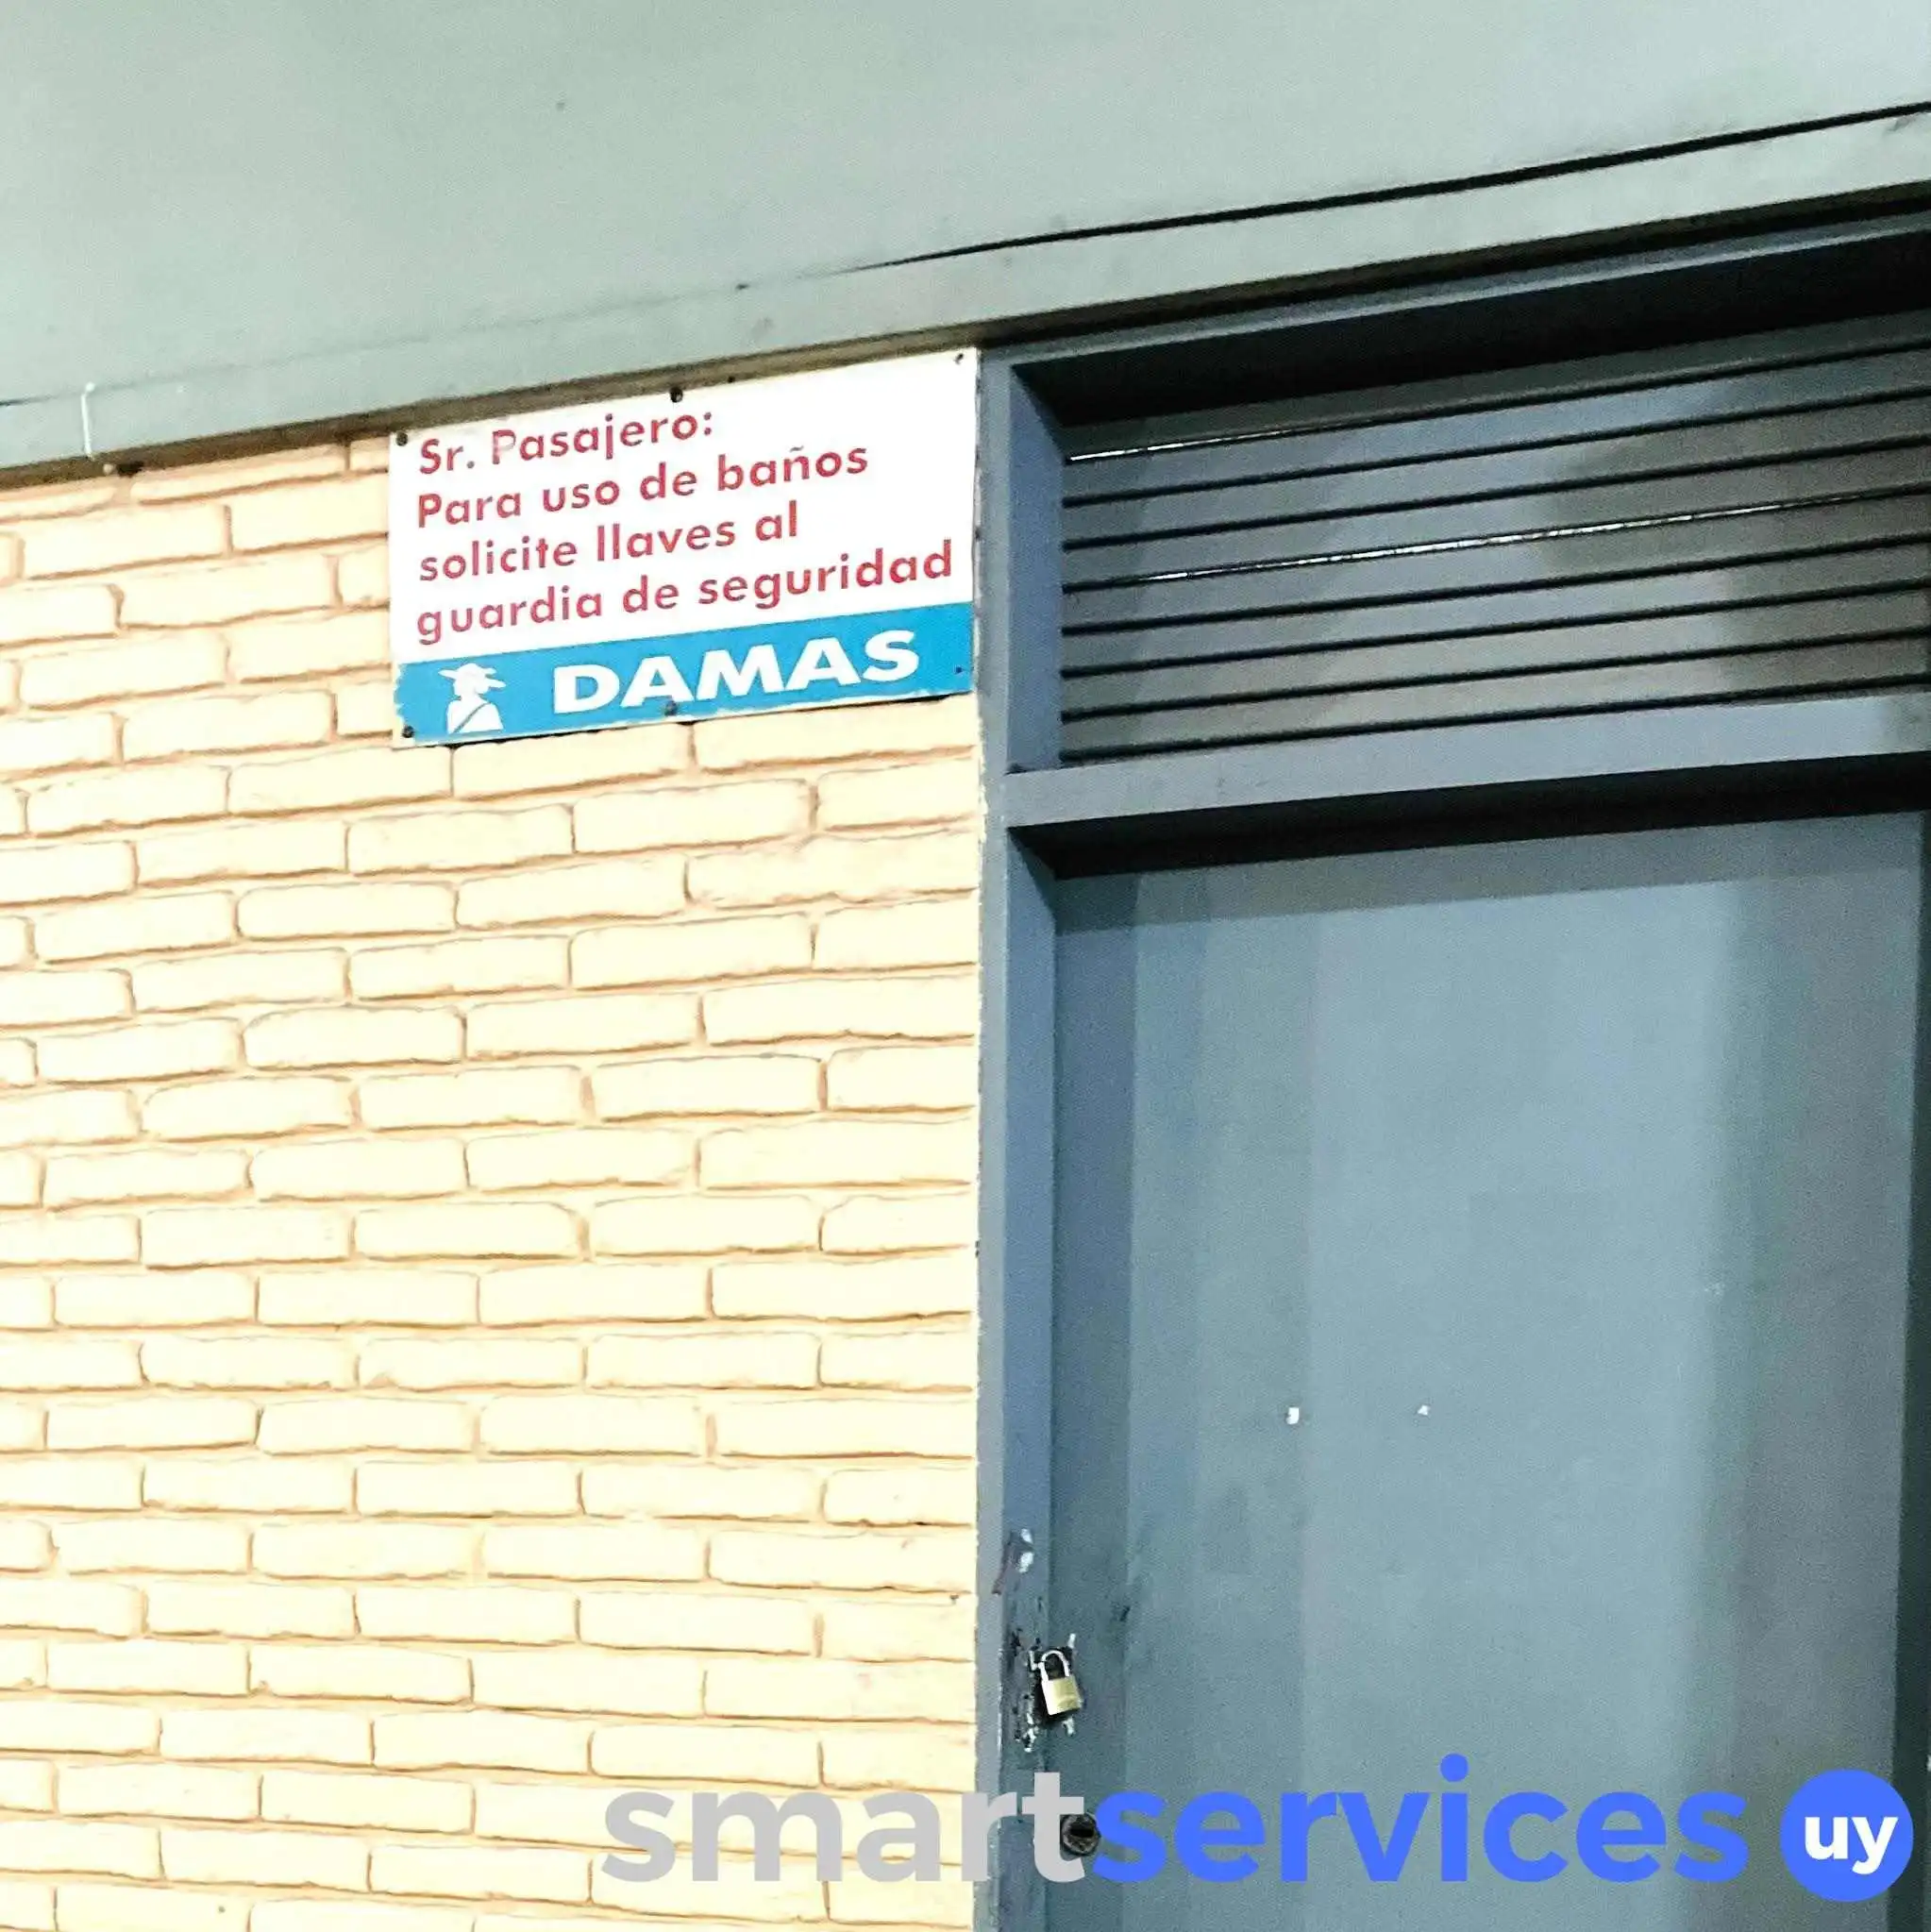 Sr. Pasajero:
Para uso de baños
solicite llaves al
guardia de seguridad
DAMAS
smartservices uy